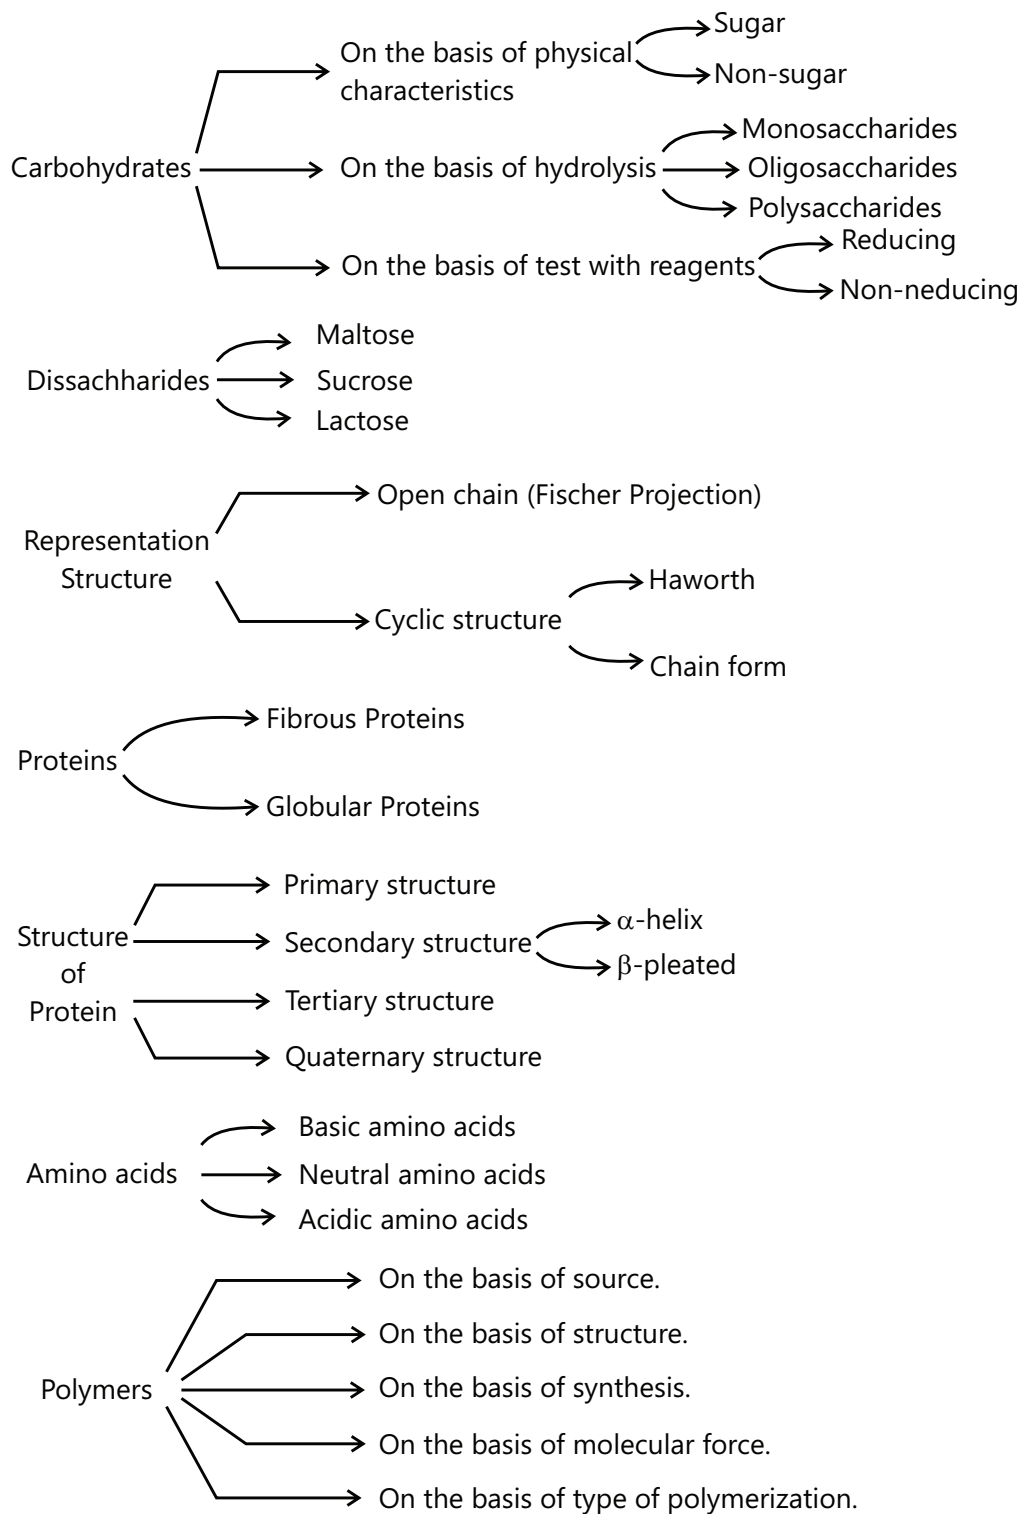 Sugar
On the basis of physical
characteristics
Non-sugar
Monosaccharides
Carbohydrates
On the basis of hydrolysis
Oligosaccharides
Polysaccharides
Reducing
On the basis of test with reagents
Non-neducing
Maltose
Dissachharides
Sucrose
Lactose
Open chain (Fischer Projection)
Representation
Structure
Haworth
Cyclic structure
Chain form
Fibrous Proteins
Proteins
Globular Proteins
Primary structure
Structure
of
Protein
Secondary structure
α-helix
β-pleated
Tertiary structure
Quaternary structure
Basic amino acids
Amino acids
Neutral amino acids
Acidic amino acids
On the basis of source.
On the basis of structure.
Polymers
On the basis of synthesis.
On the basis of molecular force.
On the basis of type of polymerization.